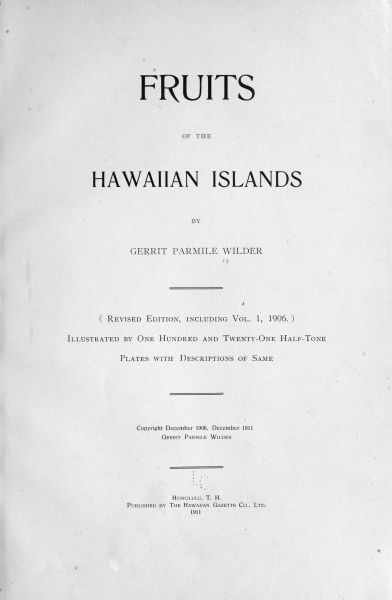 FRUITS
OF THE
HAWAIIAN ISLANDS
BY
GERRIT PARMILE WILDER
( REVISED EDITION, INCLUDING VOL. 1, 1906. )
ILLUSTRATED BY ONE HUNDRED AND TWENTY-ONE HALF-TONE
PLATES WITH DESCRIPTIONS OF SAME
Copyright December 1906, December 1911
GERRIT PARMILE WILDER
HONOLULU, T. H.
PUBLISHED BY THE HAWAIIAN GAZETTE CO., LTD.
1911